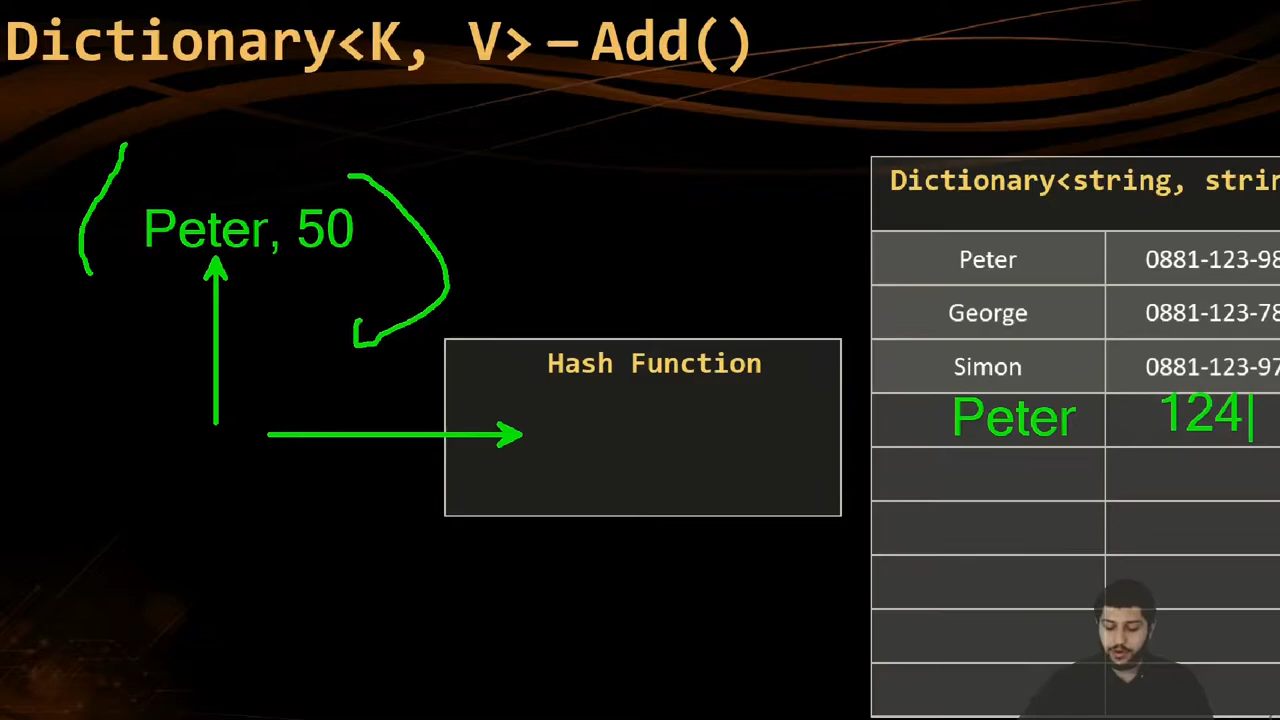 Dictionary<K, V> – Add()
Peter, 50
Hash Function
Dictionary<string, strin
Peter 0881-123-98
George 0881-123-78
Simon 0881-123-97
Peter 124